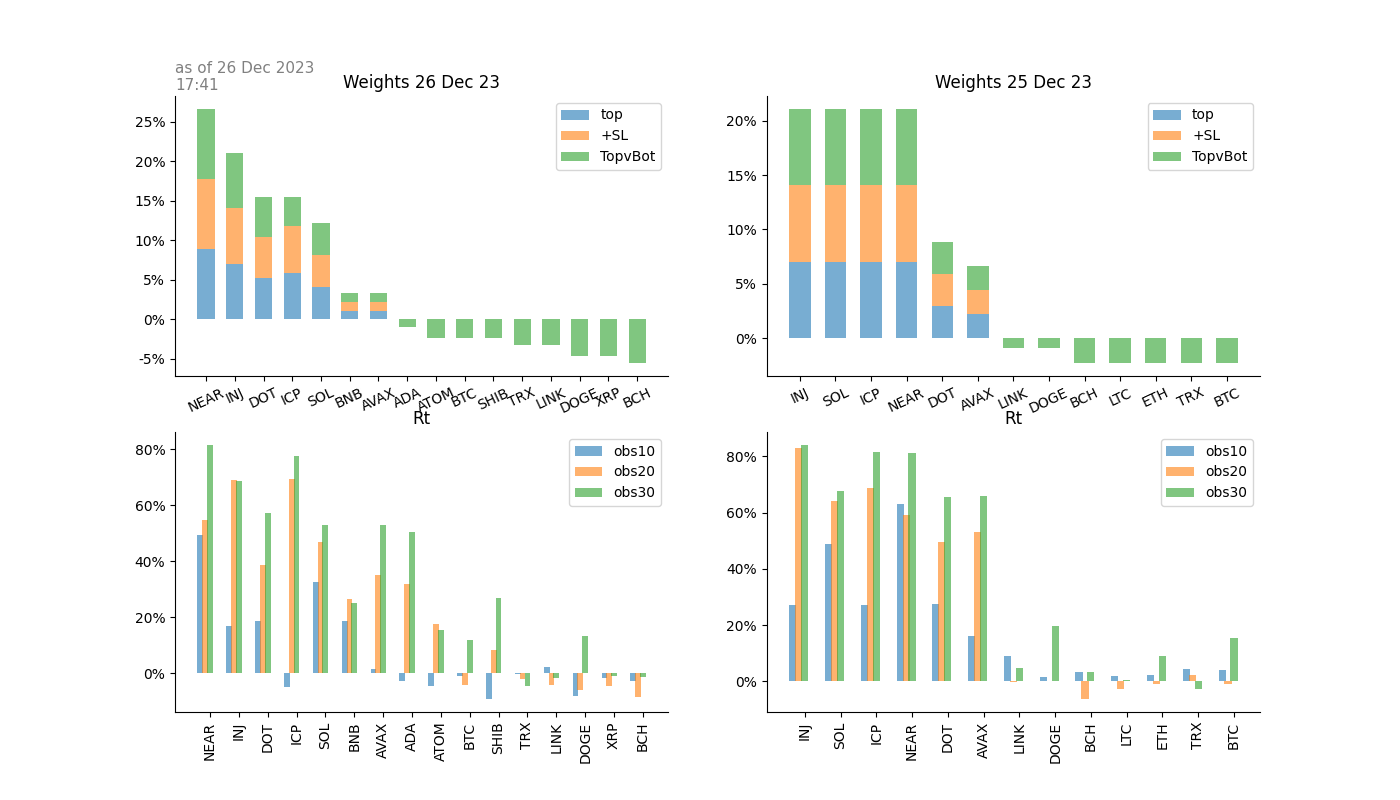 as of 26 Dec 2023
17:41
Weights 26 Dec 23
25%
20%
15%
10%
5%
0%
-5%
top
+SL
TopvBot
NEAR INJ DOT ICP SOL BNB AVAX ADA ATOM BTC SHIB TRX LINK DOGE XRP BCH
Weights 25 Dec 23
20%
15%
10%
5%
0%
top
+SL
TopvBot
INJ SOL ICP NEAR DOT AVAX LINK DOGE BCH LTC ETH TRX BTC
Rt
80%
60%
40%
20%
0%
obs10
obs20
obs30
NEAR INJ DOT ICP SOL BNB AVAX ADA ATOM BTC SHIB TRX LINK DOGE XRP BCH
Rt
80%
60%
40%
20%
0%
obs10
obs20
obs30
INJ SOL ICP NEAR DOT AVAX LINK DOGE BCH LTC ETH TRX BTC